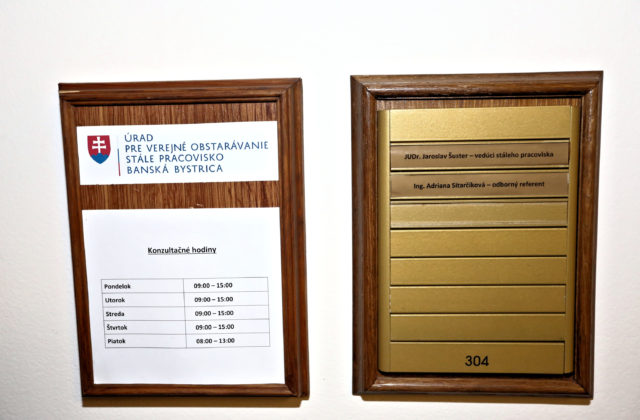 ÚRAD
PRE VEREJNÉ OBSTARÁVANIE
STÁLE PRACOVISKO
BANSKÁ BYSTRICA
Konzultačné hodiny
Pondelok 09:00 – 15:00
Utorok 09:00 – 15:00
Streda 09:00 – 15:00
Štvrtok 09:00 – 15:00
Piatok 08:00 – 13:00
JUDr. Jaroslav Šuster – vedúci stáleho pracoviska
Ing. Adriana Sitarčíková – odborný referent
304